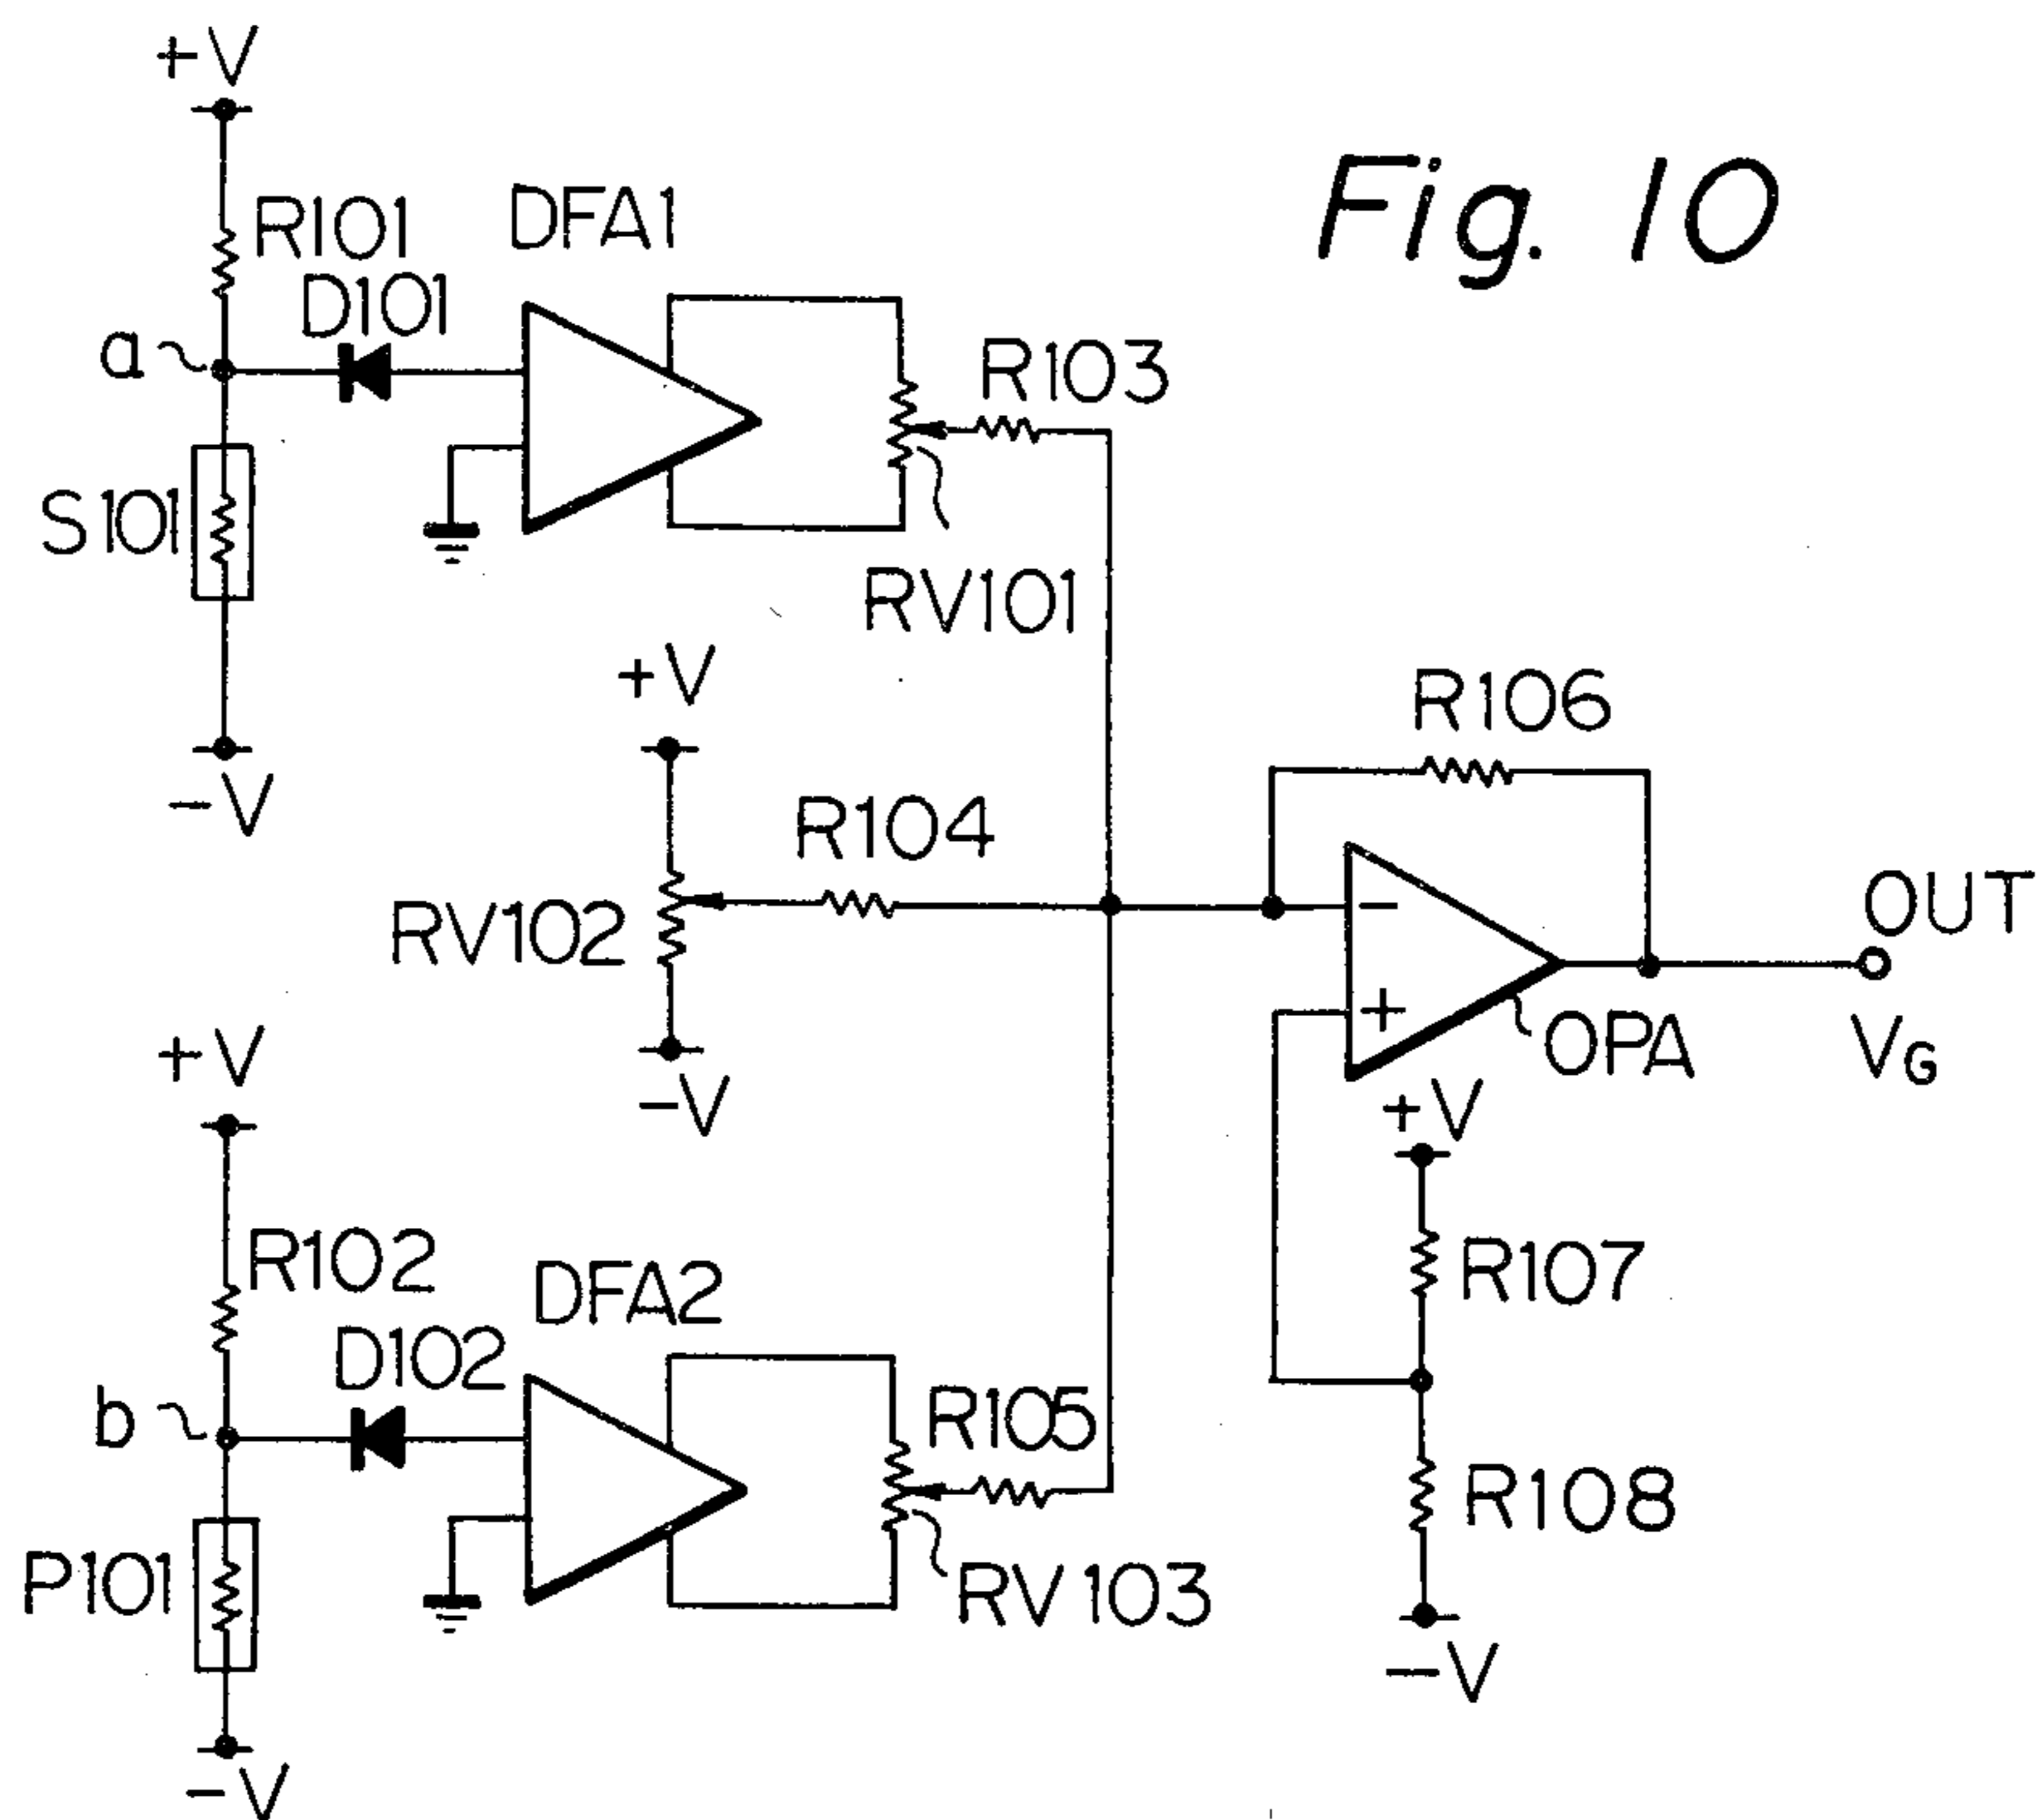 Fig. 10
+V
R101
DFA1
D101
a
R103
S101
RV101
-V
+V
R106
R104
OUT
RV102
-
+
OPA
VG
+V
-V
+V
R102
DFA2
R107
D102
b
R105
R108
P101
RV103
-V
-V